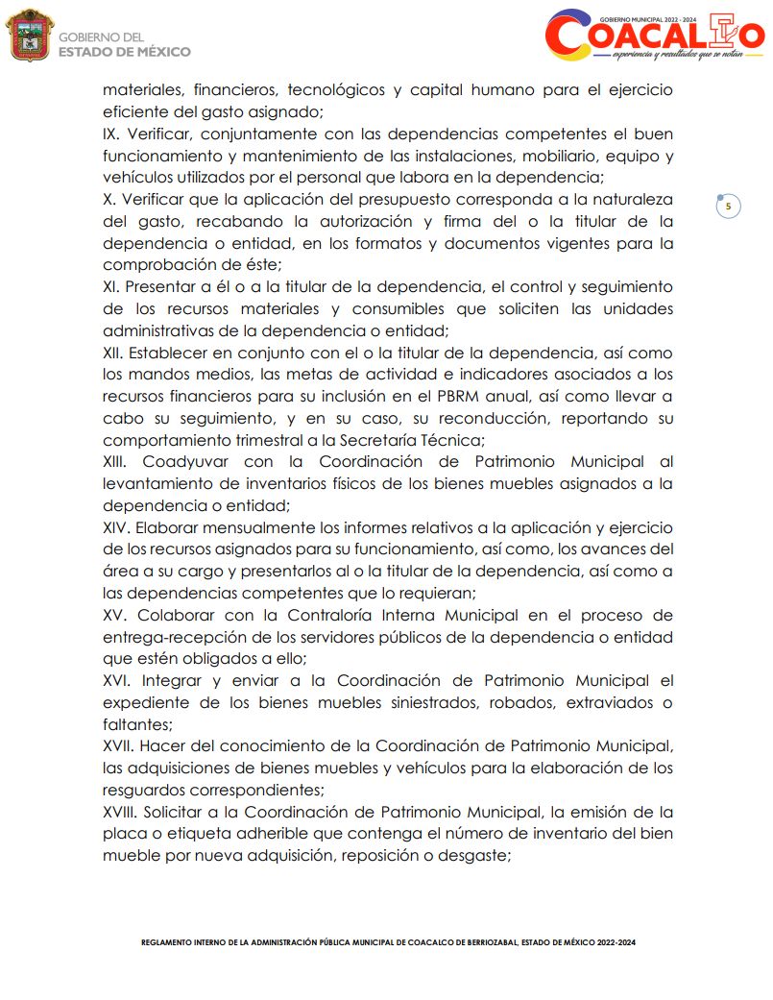 GOBIERNO DEL
ESTADO DE MÉXICO
GOBIERNO MUNICIPAL 2022 - 2024
COACALCO
experiencia y resultados que se notan
materiales, financieros, tecnológicos y capital humano para el ejercicio
eficiente del gasto asignado;
IX. Verificar, conjuntamente con las dependencias competentes el buen
funcionamiento y mantenimiento de las instalaciones, mobiliario, equipo y
vehículos utilizados por el personal que labora en la dependencia;
X. Verificar que la aplicación del presupuesto corresponda a la naturaleza
del gasto, recabando la autorización y firma del o la titular de la
dependencia o entidad, en los formatos y documentos vigentes para la
comprobación de éste;
5
XI. Presentar a él o a la titular de la dependencia, el control y seguimiento
de los recursos materiales y consumibles que soliciten las unidades
administrativas de la dependencia o entidad;
XII. Establecer en conjunto con el o la titular de la dependencia, así como
los mandos medios, las metas de actividad e indicadores asociados a los
recursos financieros para su inclusión en el PBRM anual, así como llevar a
cabo su seguimiento, y en su caso, su reconducción, reportando su
comportamiento trimestral a la Secretaría Técnica;
XIII. Coadyuvar con la Coordinación de Patrimonio Municipal al
levantamiento de inventarios físicos de los bienes muebles asignados a la
dependencia o entidad;
XIV. Elaborar mensualmente los informes relativos a la aplicación y ejercicio
de los recursos asignados para su funcionamiento, así como, los avances del
área a su cargo y presentarlos al o la titular de la dependencia, así como a
las dependencias competentes que lo requieran;
XV. Colaborar con la Contraloría Interna Municipal en el proceso de
entrega-recepción de los servidores públicos de la dependencia o entidad
que estén obligados a ello;
XVI. Integrar y enviar a la Coordinación de Patrimonio Municipal el
expediente de los bienes muebles siniestrados, robados, extraviados o
faltantes;
XVII. Hacer del conocimiento de la Coordinación de Patrimonio Municipal,
las adquisiciones de bienes muebles y vehículos para la elaboración de los
resguardos correspondientes;
XVIII. Solicitar a la Coordinación de Patrimonio Municipal, la emisión de la
placa o etiqueta adherible que contenga el número de inventario del bien
mueble por nueva adquisición, reposición o desgaste;
REGLAMENTO INTERNO DE LA ADMINISTRACIÓN PÚBLICA MUNICIPAL DE COACALCO DE BERRIOZABAL, ESTADO DE MÉXICO 2022-2024